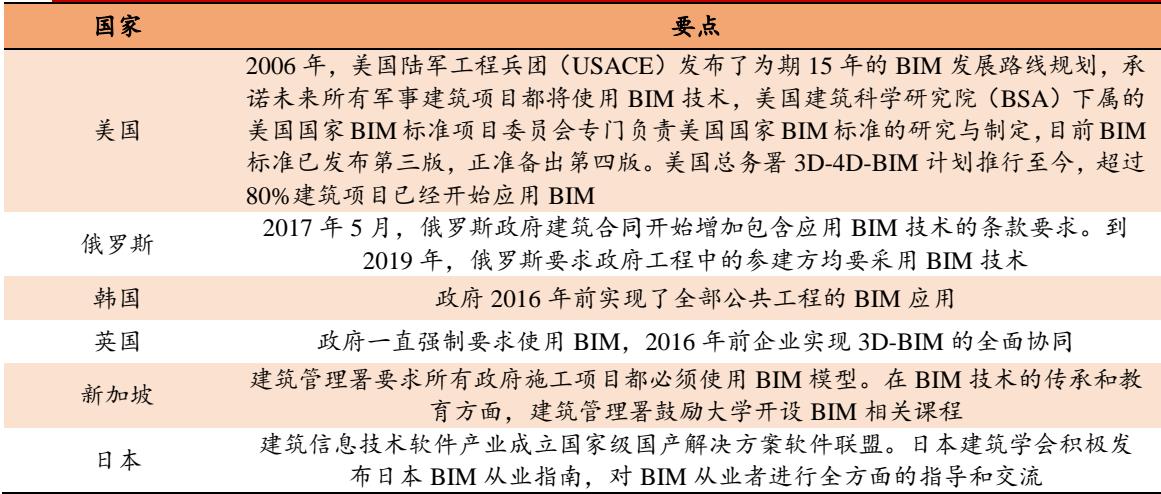 国家 要点
美国
2006 年，美国陆军工程兵团（USACE）发布了为期 15 年的 BIM 发展路线规划，承
诺未来所有军事建筑项目都将使用 BIM 技术，美国建筑科学研究院（BSA）下属的
美国国家 BIM 标准项目委员会专门负责美国国家 BIM 标准的研究与制定，目前 BIM
标准已发布第三版，正准备出第四版。美国总务署 3D-4D-BIM 计划推行至今，超过
80%建筑项目已经开始应用 BIM
俄罗斯
2017 年 5 月，俄罗斯政府建筑合同开始增加包含应用 BIM 技术的条款要求。到
2019 年，俄罗斯要求政府工程中的参建方均要采用 BIM 技术
韩国 政府 2016 年前实现了全部公共工程的 BIM 应用
英国 政府一直强制要求使用 BIM，2016 年前企业实现 3D-BIM 的全面协同
新加坡
建筑管理署要求所有政府施工项目都必须使用 BIM 模型。在 BIM 技术的传承和教
育方面，建筑管理署鼓励大学开设 BIM 相关课程
日本
建筑信息技术软件产业成立国家级国产解决方案软件联盟。日本建筑学会积极发
布日本 BIM 从业指南，对 BIM 从业者进行全方面的指导和交流